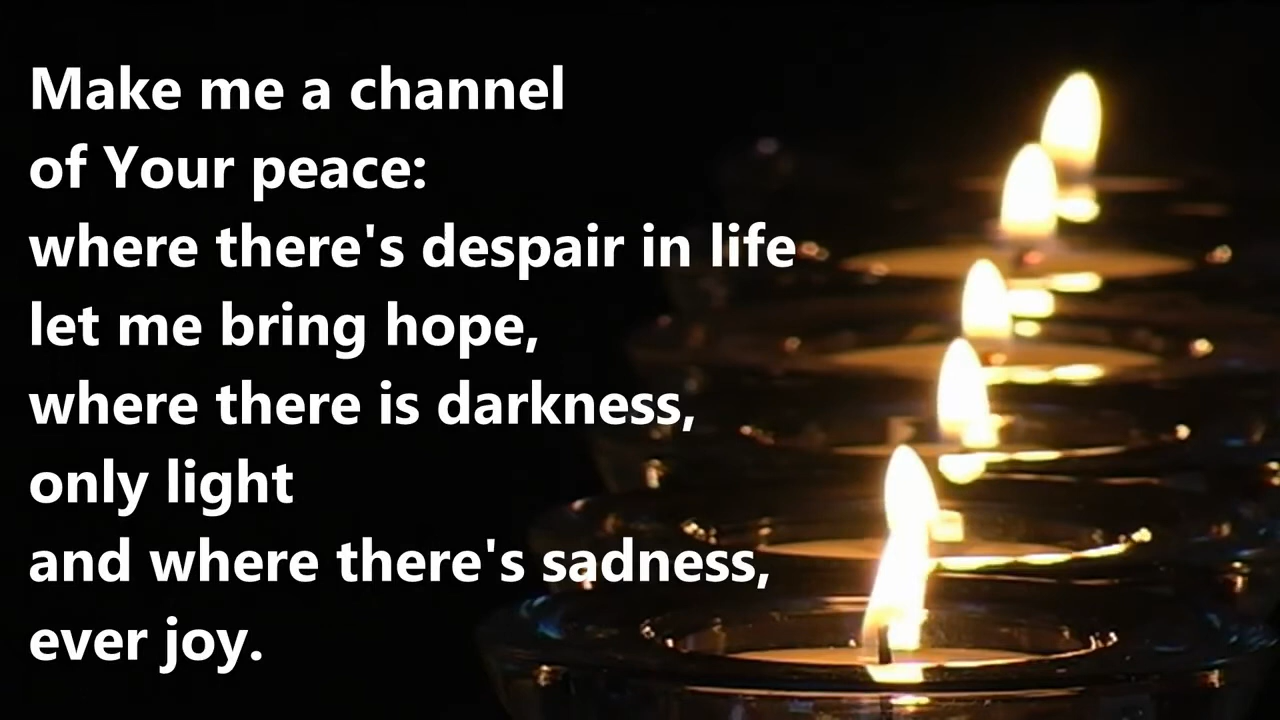 Make me a channel
of Your peace:
where there's despair in life
let me bring hope,
where there is darkness,
only light
and where there's sadness,
ever joy.